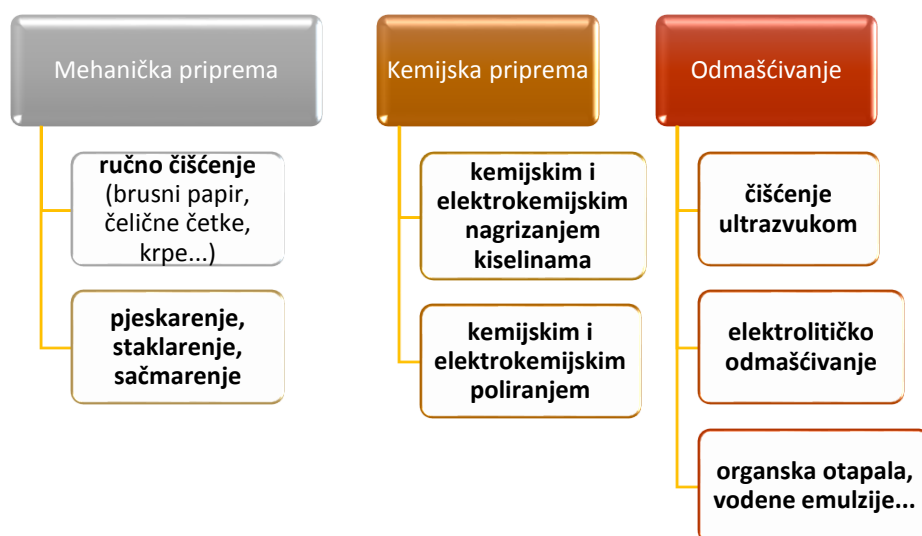 Mehanička priprema
ručno čišćenje
(brusni papir,
čelične četke,
krpe...)
pjeskarenje,
staklarenje,
sačmarenje
Kemijska priprema
kemijskim i
elektrokemijskim
nagrizanjem
kiselinama
kemijskim i
elektrokemijskim
poliranjem
Odmašćivanje
čišćenje
ultrazvukom
elektrolitičko
odmašćivanje
organska otapala,
vodene emulzije...